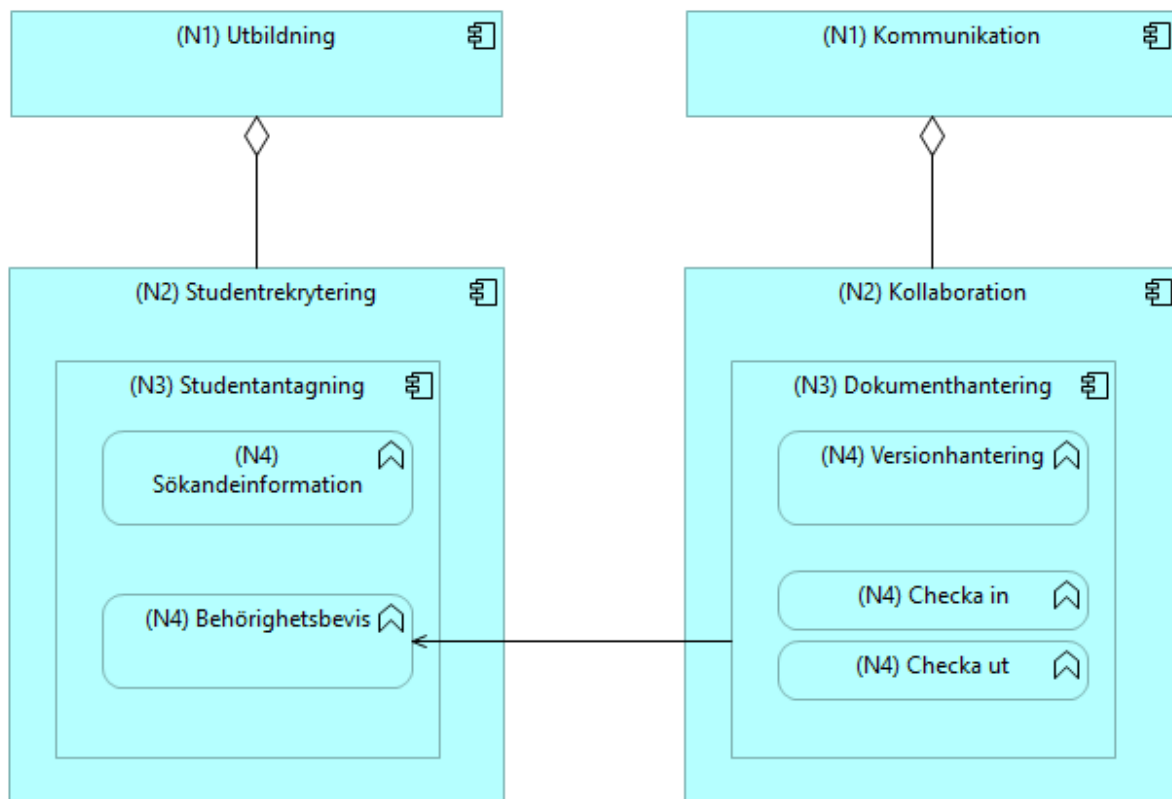 (N1) Utbildning
(N1) Kommunikation
(N2) Studentrekrytering
(N2) Kollaboration
(N3) Studentantagning
(N3) Dokumenthantering
(N4)
Sökandeinformation
(N4) Versionhantering
(N4) Behörighetsbevis
(N4) Checka in
(N4) Checka ut